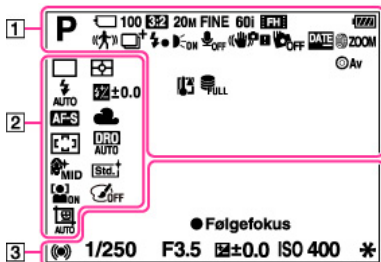 1
P 100 3:2 20M FINE 60i FH
ON OFF OFF DATE ZOOM
Av
FULL
2
AUTO ±0.0
AF-S
DRO AUTO
MID Std.
ON OFF
AUTO
Følgefokus
3 1/250 F3.5 ±0.0 ISO 400